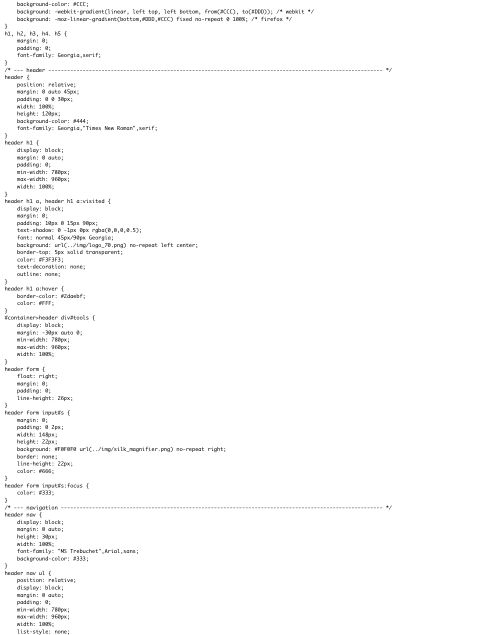 background-color: #CCC;
background: -webkit-gradient(linear, left top, left bottom, from(#CCC), to(#DDD)); /* webkit */
background: -moz-linear-gradient(bottom,#DDD,#CCC) fixed no-repeat 0 100%; /* firefox */
}
h1, h2, h3, h4. h5 {
margin: 0;
padding: 0;
font-family: Georgia,serif;
}
/* --- header ---------------------------------------------------------------------------------------------------- */
header {
position: relative;
margin: 0 auto 45px;
padding: 0 0 30px;
width: 100%;
height: 120px;
background-color: #444;
font-family: Georgia,"Times New Roman",serif;
}
header h1 {
display: block;
margin: 0 auto;
padding: 0;
min-width: 780px;
max-width: 960px;
width: 100%;
}
header h1 a, header h1 a:visited {
display: block;
margin: 0;
padding: 10px 0 15px 90px;
text-shadow: 0 -1px 0px rgba(0,0,0,0.5);
font: normal 45px/90px Georgia;
background: url(../img/logo_70.png) no-repeat left center;
border-top: 5px solid transparent;
color: #F3F3F3;
text-decoration: none;
outline: none;
}
header h1 a:hover {
border-color: #2daebf;
color: #FFF;
}
#container>header div#tools {
display: block;
margin: -30px auto 0;
min-width: 780px;
max-width: 960px;
width: 100%;
}
header form {
float: right;
margin: 0;
padding: 0;
line-height: 26px;
}
header form input#s {
margin: 0;
padding: 0 2px;
width: 148px;
height: 22px;
background: #F0F0F0 url(../img/silk_magnifier.png) no-repeat right;
border: none;
line-height: 22px;
color: #666;
}
header form input#s:focus {
color: #333;
}
/* --- navigation ------------------------------------------------------------------------------------------------ */
header nav {
display: block;
margin: 0 auto;
height: 30px;
width: 100%;
font-family: "MS Trebuchet",Arial,sans;
background-color: #333;
}
header nav ul {
position: relative;
display: block;
margin: 0 auto;
padding: 0;
min-width: 780px;
max-width: 960px;
width: 100%;
list-style: none;